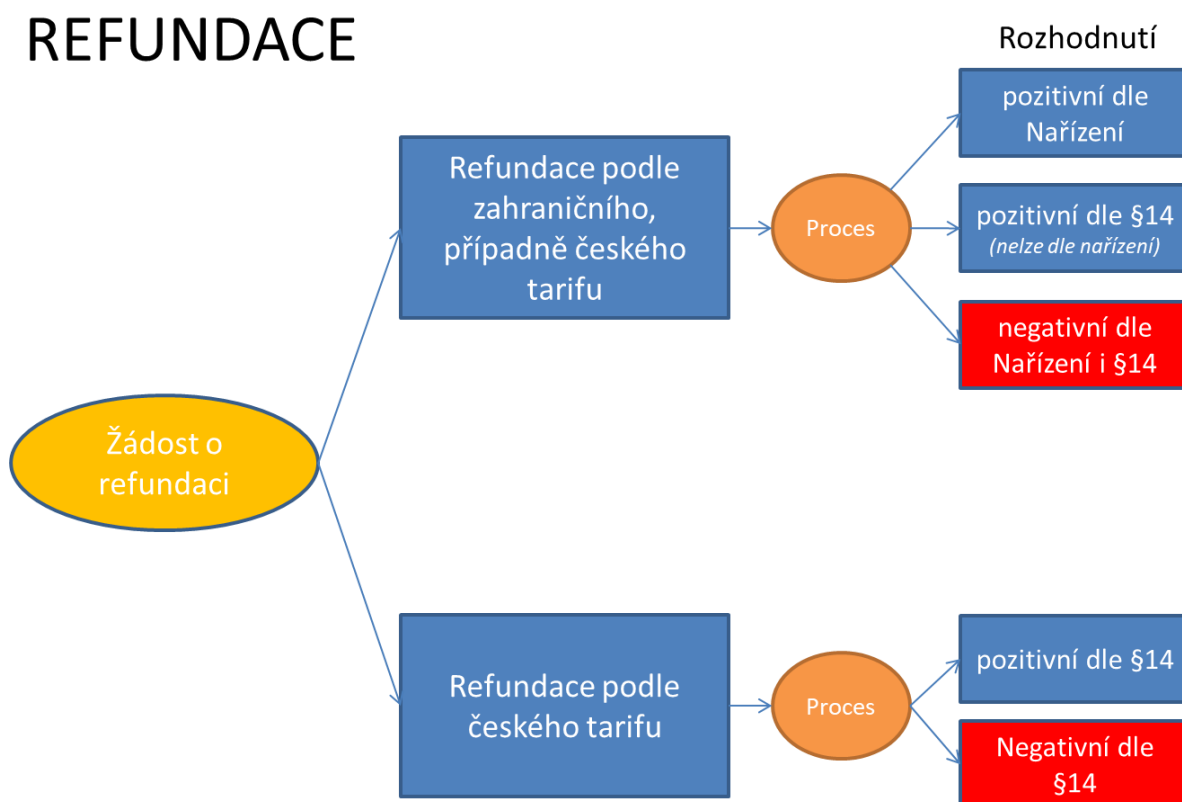 REFUNDACE
Rozhodnutí
pozitivní dle
Nařízení
Refundace podle
zahraničního,
případně českého
tarifu
Proces
pozitivní dle §14
(nelze dle nařízení)
negativní dle
Nařízení i §14
Žádost o
refundaci
Refundace podle
českého tarifu
Proces
pozitivní dle §14
Negativní dle
§14